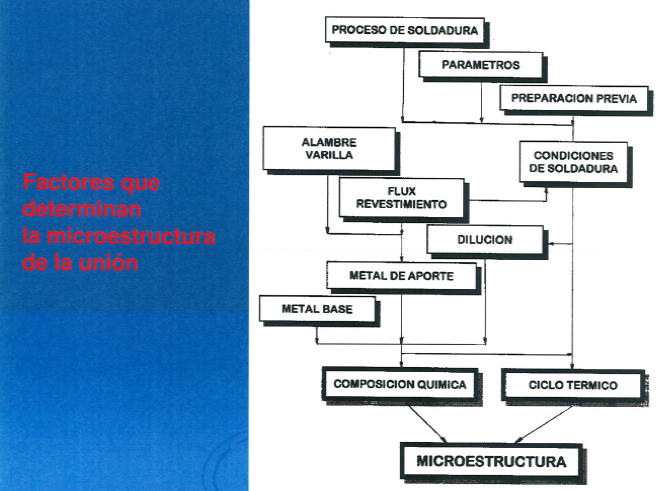 Factores que
determinan
la microestructura
de la unión
PROCESO DE SOLDADURA
PARAMETROS
PREPARACION PREVIA
ALAMBRE
VARILLA
CONDICIONES
DE SOLDADURA
FLUX
REVESTIMIENTO
DILUCION
METAL DE APORTE
METAL BASE
COMPOSICION QUIMICA
CICLO TERMICO
MICROESTRUCTURA